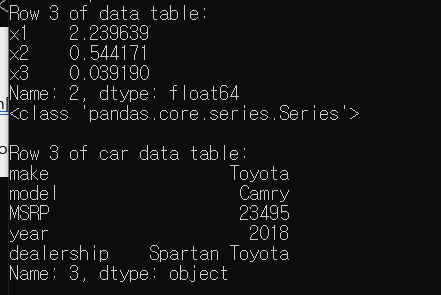 Row 3 of data table:
x1    2.239639
x2    0.544171
x3    0.039190
Name: 2, dtype: float64
<class 'pandas.core.series.Series'>
Row 3 of car data table:
make                   Toyota
model                   Camry
MSRP                    23495
year                     2018
dealership    Spartan Toyota
Name: 3, dtype: object